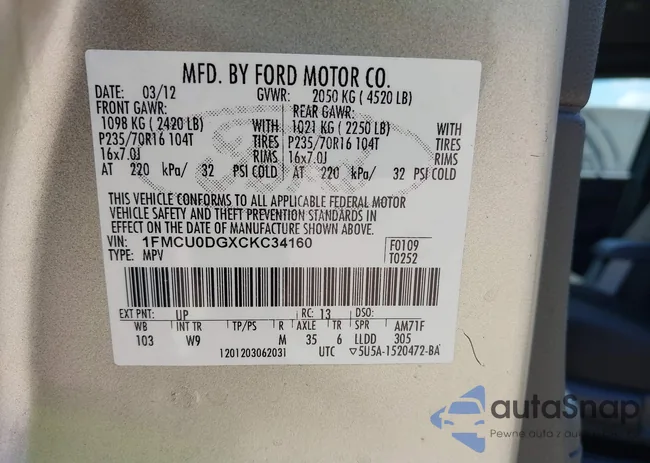 MFD. BY FORD MOTOR CO.
DATE: 03/12 GVWR: 2050 KG ( 4520 LB)
FRONT GAWR: REAR GAWR:
1098 KG ( 2420 LB) WITH 1021 KG ( 2250 LB) WITH
P235/70R16 104T TIRES P235/70R16 104T TIRES
16x7.0J RIMS 16x7.0J RIMS
AT 220 kPa/ 32 PSI COLD AT 220 kPa/ 32 PSI COLD
THIS VEHICLE CONFORMS TO ALL APPLICABLE FEDERAL MOTOR
VEHICLE SAFETY AND THEFT PREVENTION STANDARDS IN
EFFECT ON THE DATE OF MANUFACTURE SHOWN ABOVE.
VIN: 1FMCU0DGXCKC34160 F0109
TYPE: MPV T0252
EXT PNT: UP RC: 13 DSO:
WB INT TR TP/PS R AXLE TR SPR AM71F
103 W9 M 35 6 LLDD 305
1201203062031 UTC ▽5U5A-1520472-BA
Ford
autaSnap
Pewne auta z aukcji